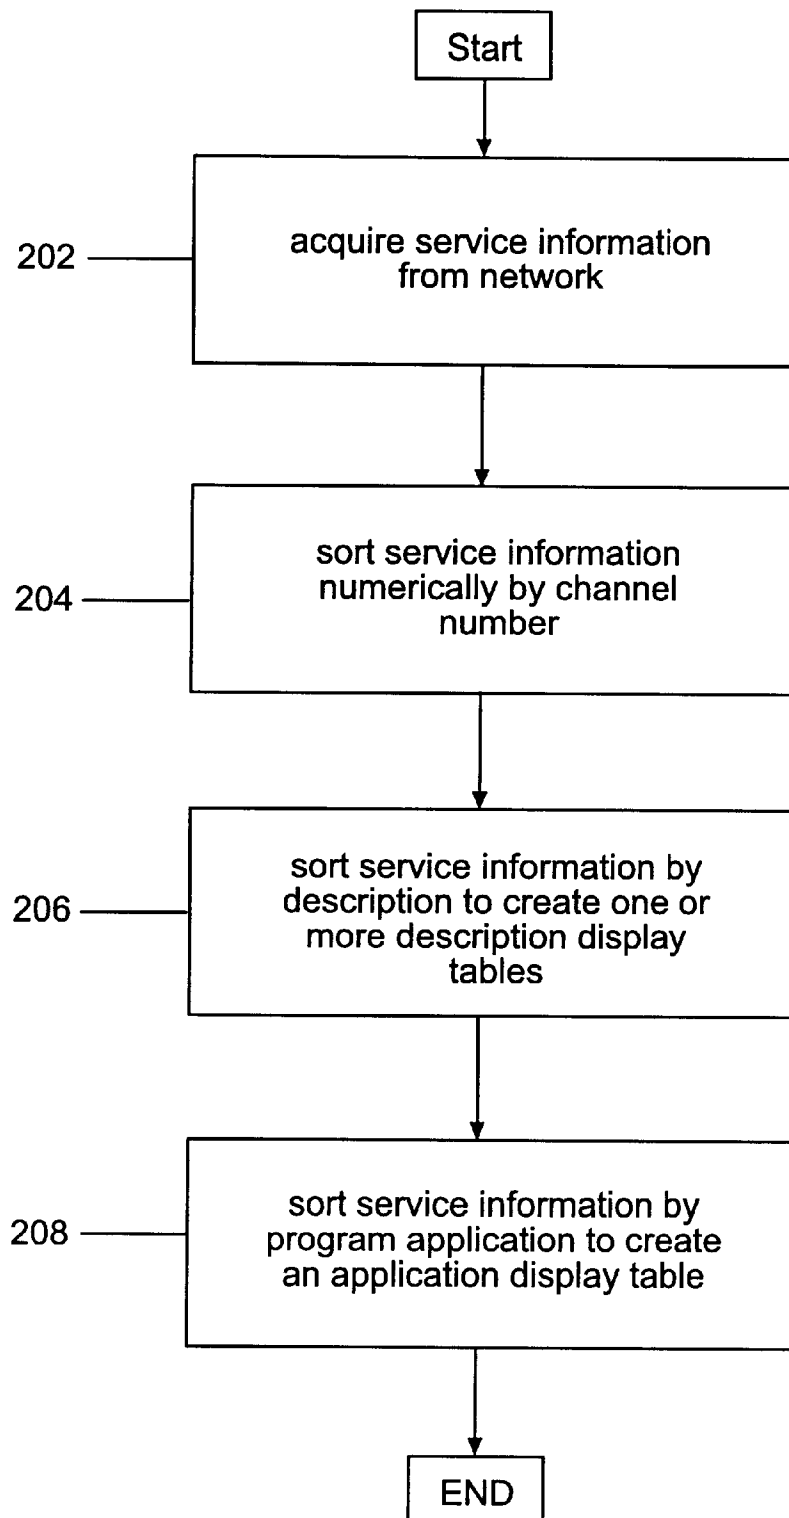 Start
202
acquire service information
from network
204
sort service information
numerically by channel
number
206
sort service information by
description to create one or
more description display
tables
208
sort service information by
program application to create
an application display table
END